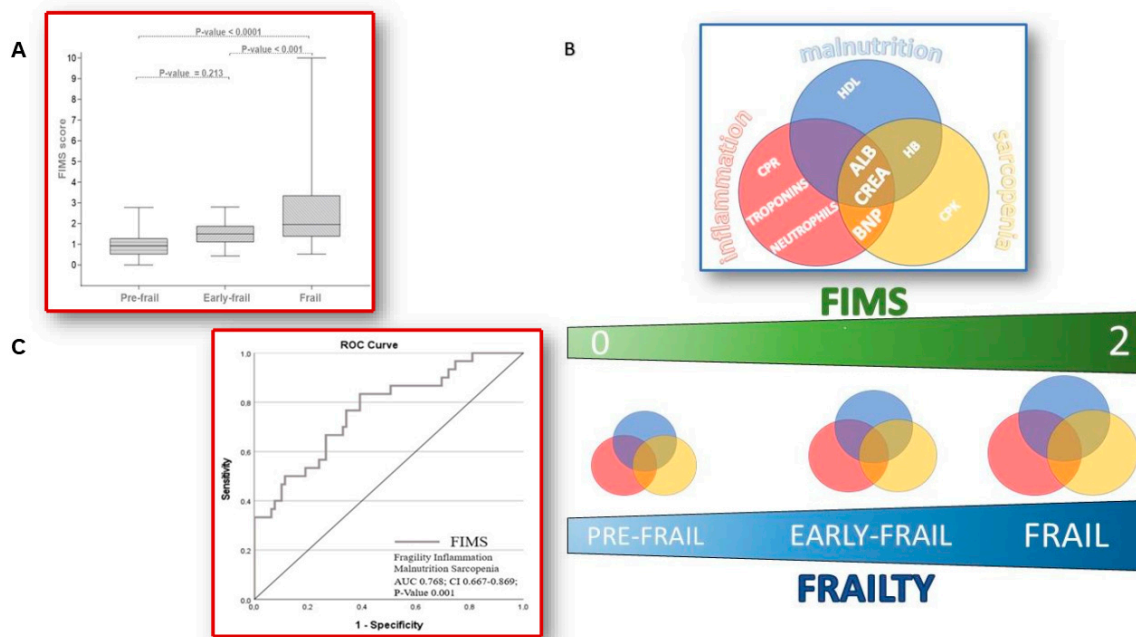 A
P-value < 0.0001
P-value < 0.001
P-value = 0.213
FIMS score
10
9
8
7
6
5
4
3
2
1
0
Pre-frail Early-frail Frail
B
malnutrition
inflammation
sarcopenia
HDL
CPR
TROPONINS
NEUTROPHILS
ALB
CREA
BNP
HB
CPK
FIMS
0 2
PRE-FRAIL EARLY-FRAIL FRAIL
FRAILTY
C
ROC Curve
Sensitivity
1.0
0.8
0.6
0.4
0.2
0.0
0.0 0.2 0.4 0.6 0.8 1.0
1 - Specificity
FIMS
Fragility Inflammation
Malnutrition Sarcopenia
AUC 0.768; CI 0.667-0.869;
P-Value 0.001